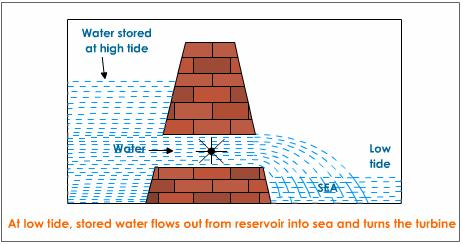 Water stored
at high tide
Water
Low
tide
SEA
At low tide, stored water flows out from reservoir into sea and turns the turbine